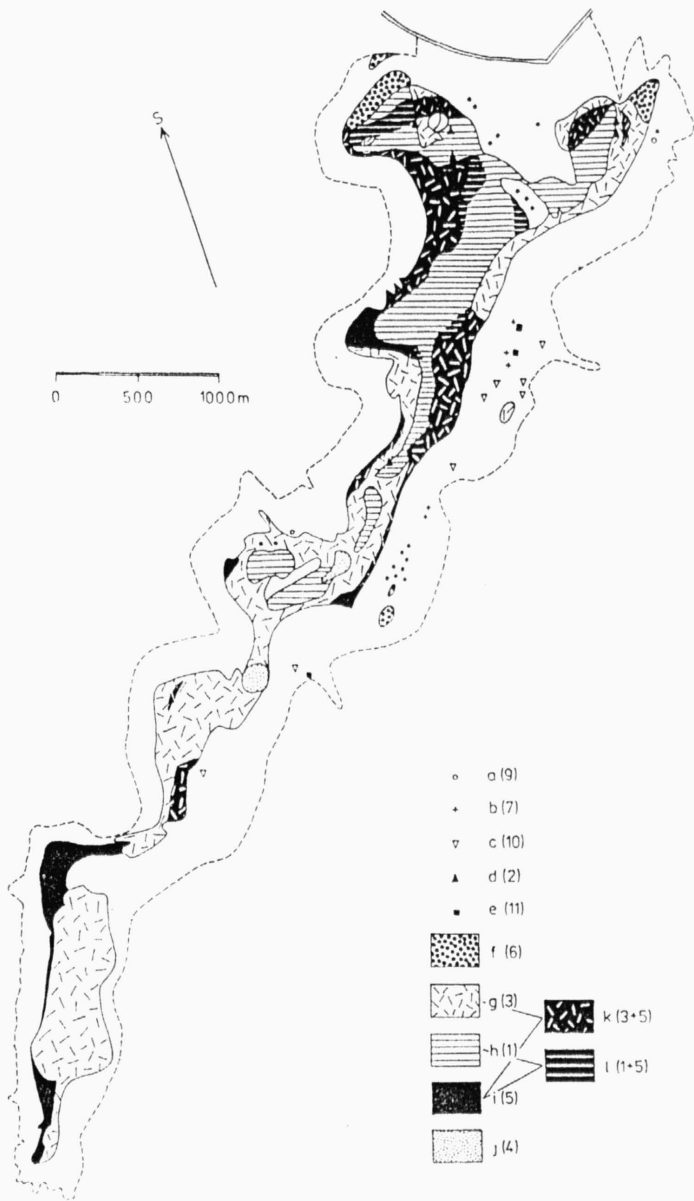 S
0 500 1000m
a (9)
b (7)
c (10)
d (2)
e (11)
f (6)
g (3)
k (3+5)
h (1)
l (1+5)
i (5)
j (4)